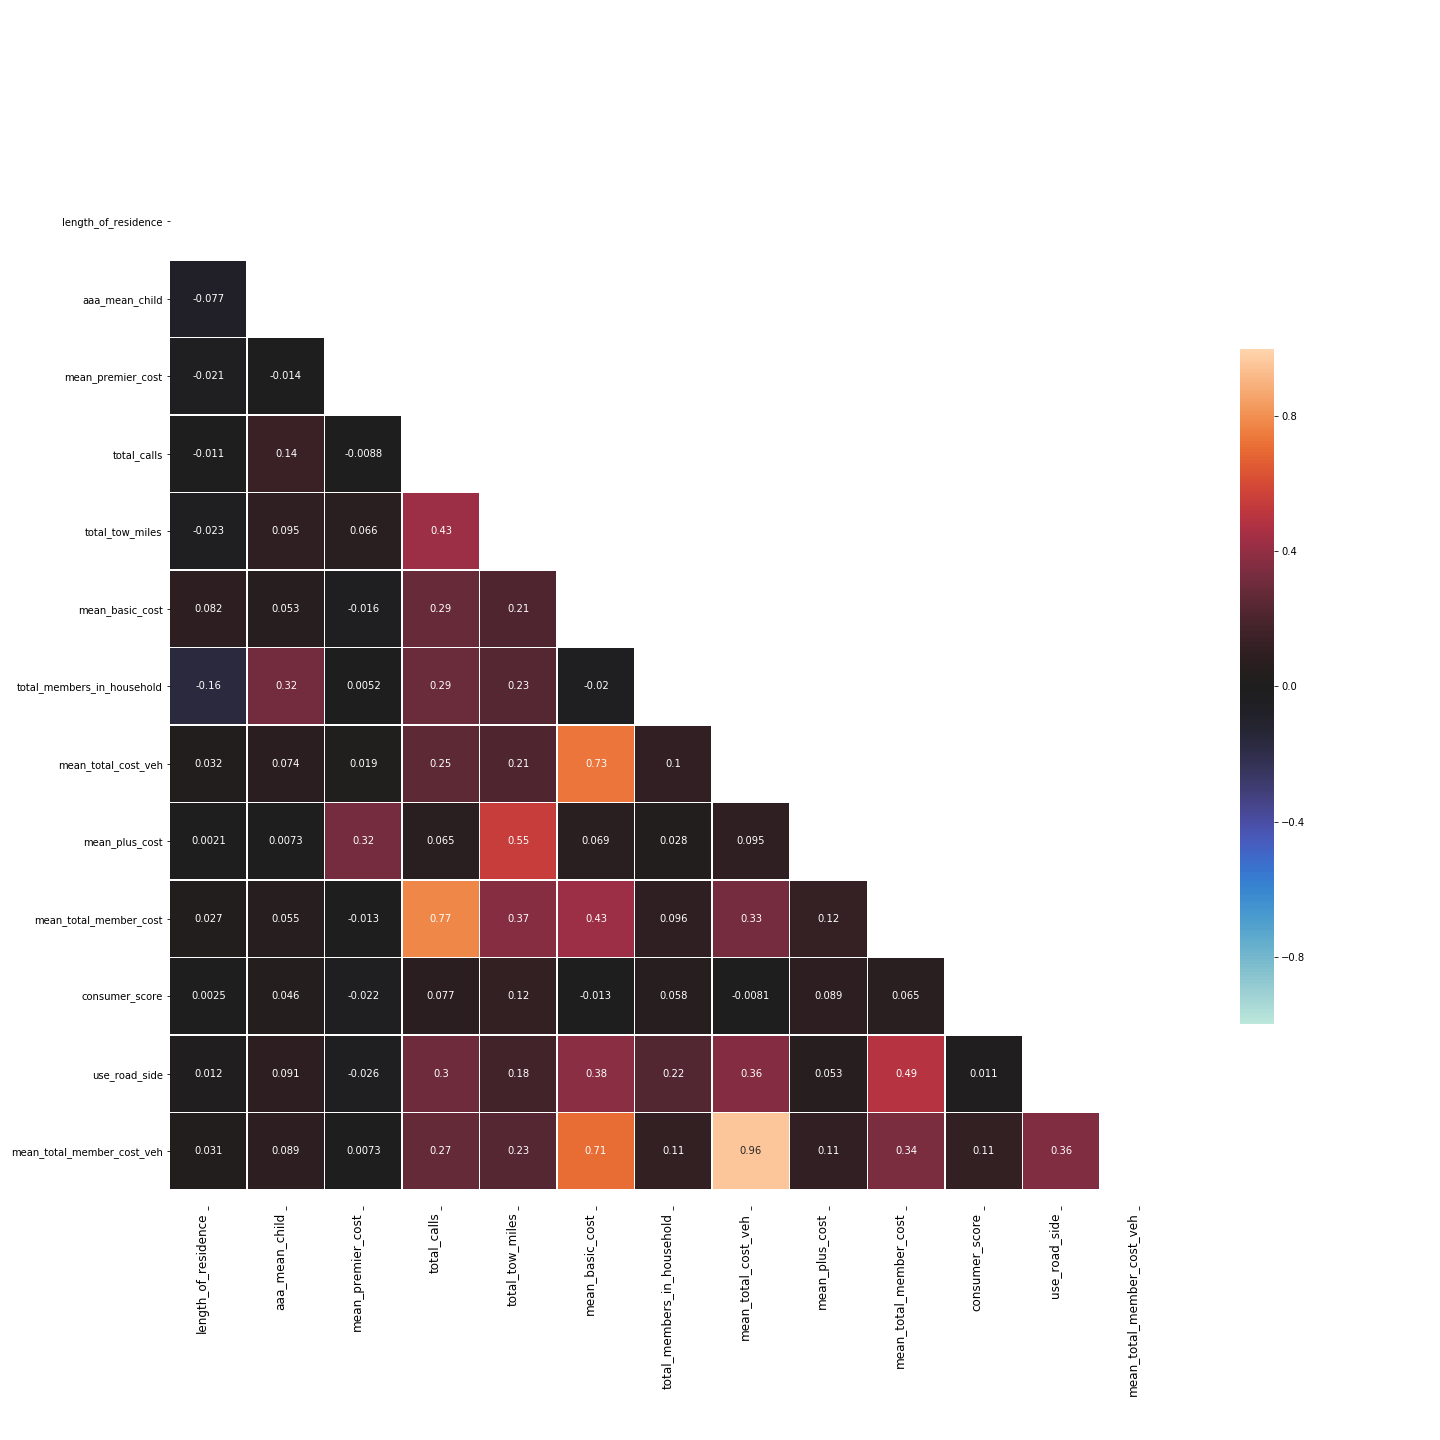 length_of_residence
aaa_mean_child -0.077
mean_premier_cost -0.021 -0.014
total_calls -0.011 0.14 -0.0088
total_tow_miles -0.023 0.095 0.066 0.43
mean_basic_cost 0.082 0.053 -0.016 0.29 0.21
total_members_in_household -0.16 0.32 0.0052 0.29 0.23 -0.02
mean_total_cost_veh 0.032 0.074 0.019 0.25 0.21 0.73 0.1
mean_plus_cost 0.0021 0.0073 0.32 0.065 0.55 0.069 0.028 0.095
mean_total_member_cost 0.027 0.055 -0.013 0.77 0.37 0.43 0.096 0.33 0.12
consumer_score 0.0025 0.046 -0.022 0.077 0.12 -0.013 0.058 -0.0081 0.089 0.065
use_road_side 0.012 0.091 -0.026 0.3 0.18 0.38 0.22 0.36 0.053 0.49 0.011
mean_total_member_cost_veh 0.031 0.089 0.0073 0.27 0.23 0.71 0.11 0.96 0.11 0.34 0.11 0.36
length_of_residence
aaa_mean_child
mean_premier_cost
total_calls
total_tow_miles
mean_basic_cost
total_members_in_household
mean_total_cost_veh
mean_plus_cost
mean_total_member_cost
consumer_score
use_road_side
mean_total_member_cost_veh
0.8
0.4
0.0
−0.4
−0.8